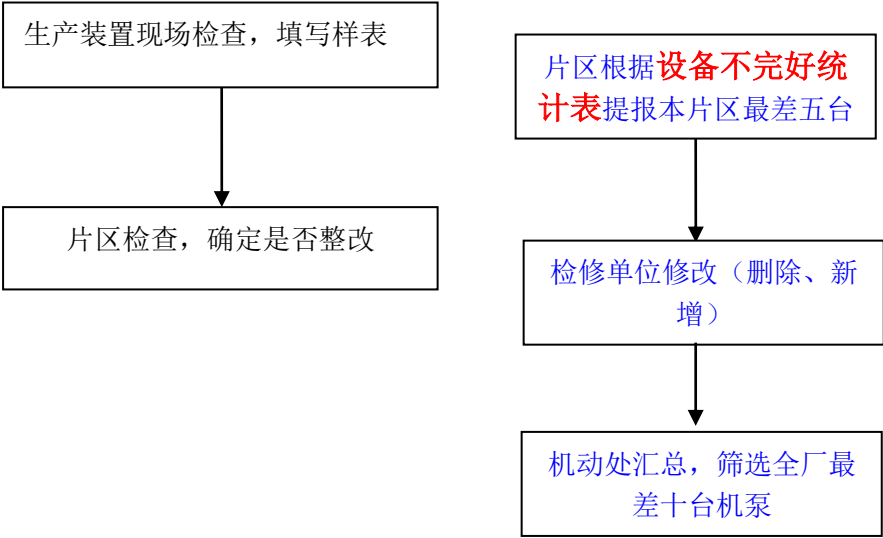 生产装置现场检查，填写样表
片区检查，确定是否整改
片区根据设备不完好统
计表提报本片区最差五台
检修单位修改（删除、新
增）
机动处汇总，筛选全厂最
差十台机泵